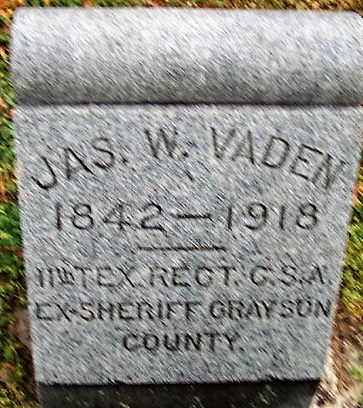 JAS. W. VADEN
1842—1918
11th TEX. REGT. C.S.A.
EX-SHERIFF GRAYSON
COUNTY